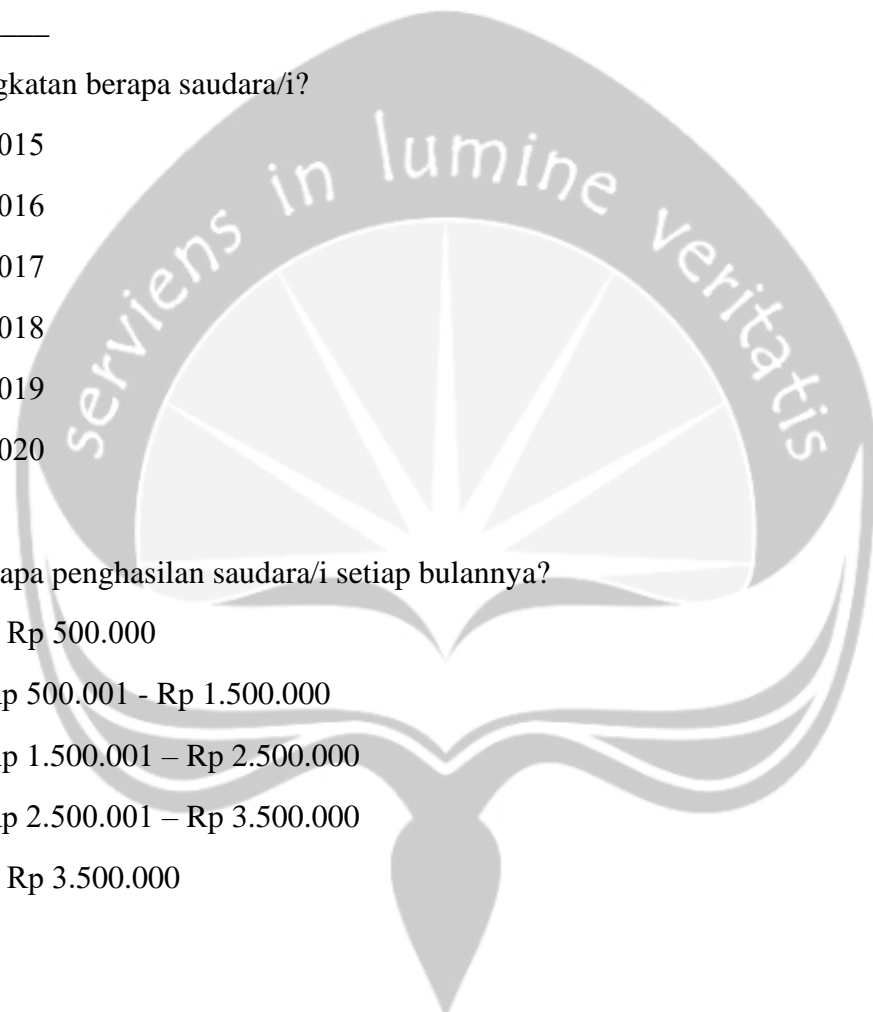 ____
gkatan berapa saudara/i?
015
016
017
018
019
020
apa penghasilan saudara/i setiap bulannya?
Rp 500.000
p 500.001 - Rp 1.500.000
p 1.500.001 – Rp 2.500.000
p 2.500.001 – Rp 3.500.000
Rp 3.500.000
serviens in lumine veritatis